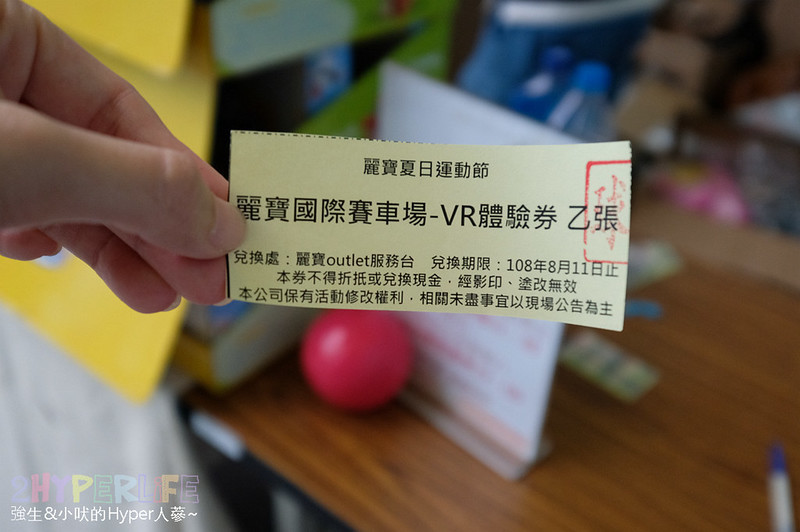 麗寶夏日運動節
麗寶國際賽車場-VR體驗券 乙張
兌換處：麗寶outlet服務台 兌換期限：108年8月11日止
本券不得折抵或兌換現金，經影印、塗改無效
本公司保有活動修改權利，相關未盡事宜以現場公告為主
2HYPERLIFE
強生&小吠的Hyper人蔘~